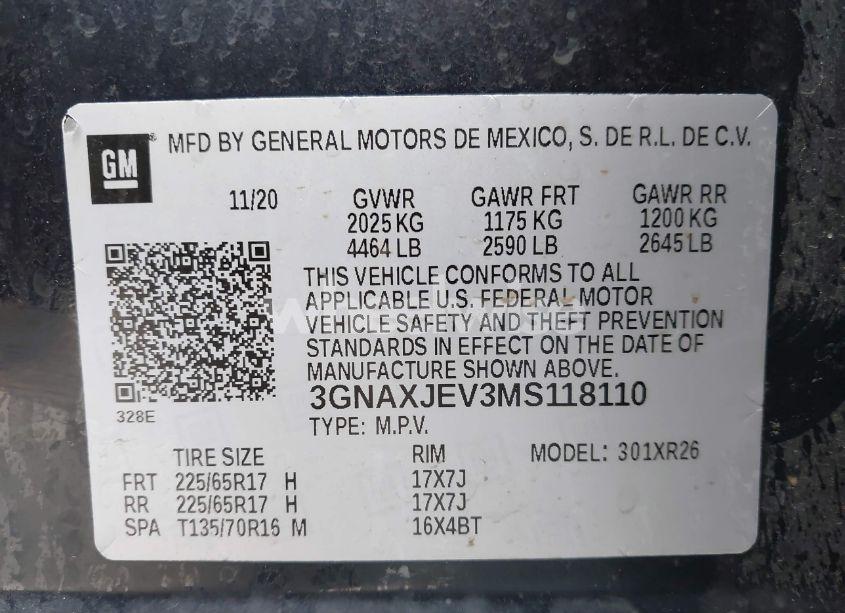 GM
MFD BY GENERAL MOTORS DE MEXICO, S. DE R.L. DE C.V.
11/20 GVWR GAWR FRT GAWR RR
2025 KG 1175 KG 1200 KG
4464 LB 2590 LB 2645 LB
THIS VEHICLE CONFORMS TO ALL
APPLICABLE U.S. FEDERAL MOTOR
VEHICLE SAFETY AND THEFT PREVENTION
STANDARDS IN EFFECT ON THE DATE OF
MANUFACTURE SHOWN ABOVE.
3GNAXJEV3MS118110
328E
TYPE: M.P.V.
TIRE SIZE RIM MODEL: 301XR26
FRT 225/65R17 H 17X7J
RR 225/65R17 H 17X7J
SPA T135/70R16 M 16X4BT